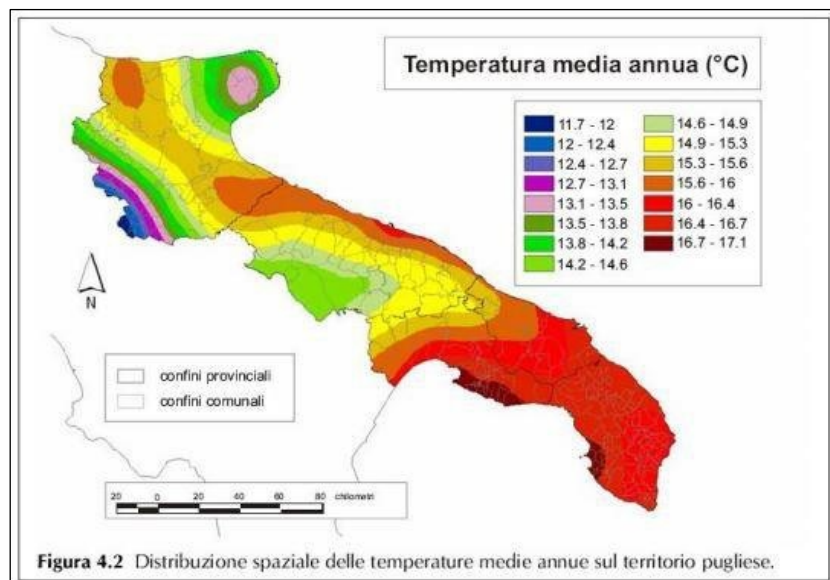 Temperatura media annua (°C)
11.7 - 12
12 - 12.4
12.4 - 12.7
12.7 - 13.1
13.1 - 13.5
13.5 - 13.8
13.8 - 14.2
14.2 - 14.6
14.6 - 14.9
14.9 - 15.3
15.3 - 15.6
15.6 - 16
16 - 16.4
16.4 - 16.7
16.7 - 17.1
N
confini provinciali
confini comunali
20 0 20 40 60 80 chilometri
Figura 4.2 Distribuzione spaziale delle temperature medie annue sul territorio pugliese.